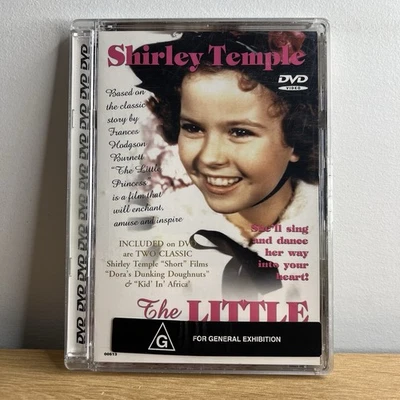 Shirley Temple
DVD
VIDEO
Based on
the classic
story by
Frances
Hodgson
Burnett
"The Little
Princess
is a film that
will enchant,
amuse and inspire
She'll sing
and dance
her way
into your
heart!
INCLUDED on DVD
are TWO CLASSIC
Shirley Temple "Short" Films
"Dora's Dunking Doughnuts"
& "Kid' In' Africa'
The LITTLE
G
FOR GENERAL EXHIBITION
DVD DVD DVD DVD DVD DVD DVD DVD DVD DVD